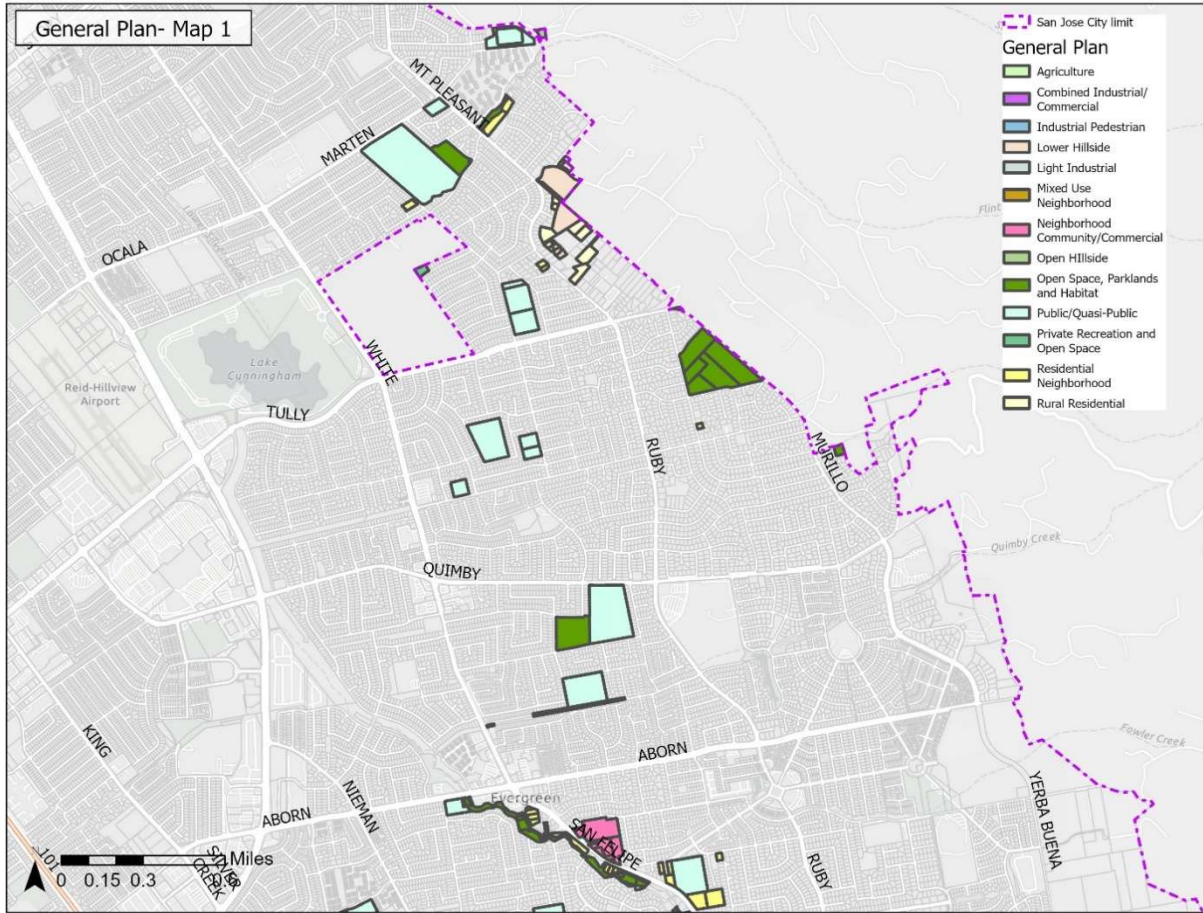 General Plan- Map 1
San Jose City limit
General Plan
Agriculture
Combined Industrial/
Commercial
Industrial Pedestrian
Lower Hillside
Light Industrial
Mixed Use
Neighborhood
Neighborhood
Community/Commercial
Open HIllside
Open Space, Parklands
and Habitat
Public/Quasi-Public
Private Recreation and
Open Space
Residential
Neighborhood
Rural Residential
MT PLEASANT
MARTEN
OCALA
Flint
WHITE
Lake
Cunningham
Reid-Hillview
Airport
TULLY
RUBY
MURILLO
Quimby Creek
QUIMBY
KING
ABORN
Fowler Creek
NIEMAN
Evergreen
ABORN
YERBA BUENA
SAN FELIPE
SILVER
CREEK
RUBY
101
Miles
0 0.15 0.3